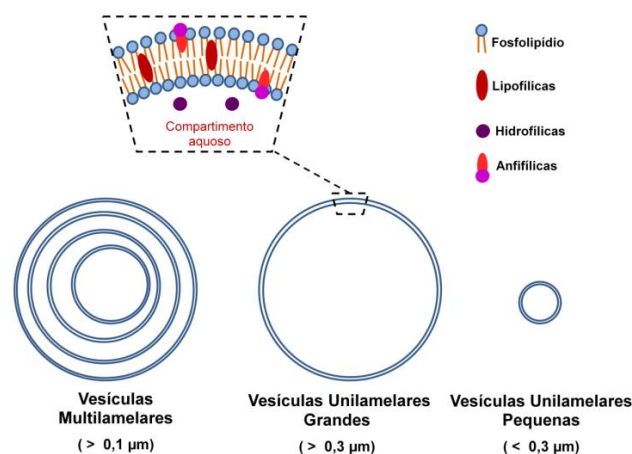 Fosfolipídio
Lipofílicas
Hidrofílicas
Anfifílicas
Compartimento
aquoso
Vesículas
Multilamelares
( > 0,1 µm)
Vesículas Unilamelares
Grandes
( > 0,3 µm)
Vesículas Unilamelares
Pequenas
( < 0,3 µm)